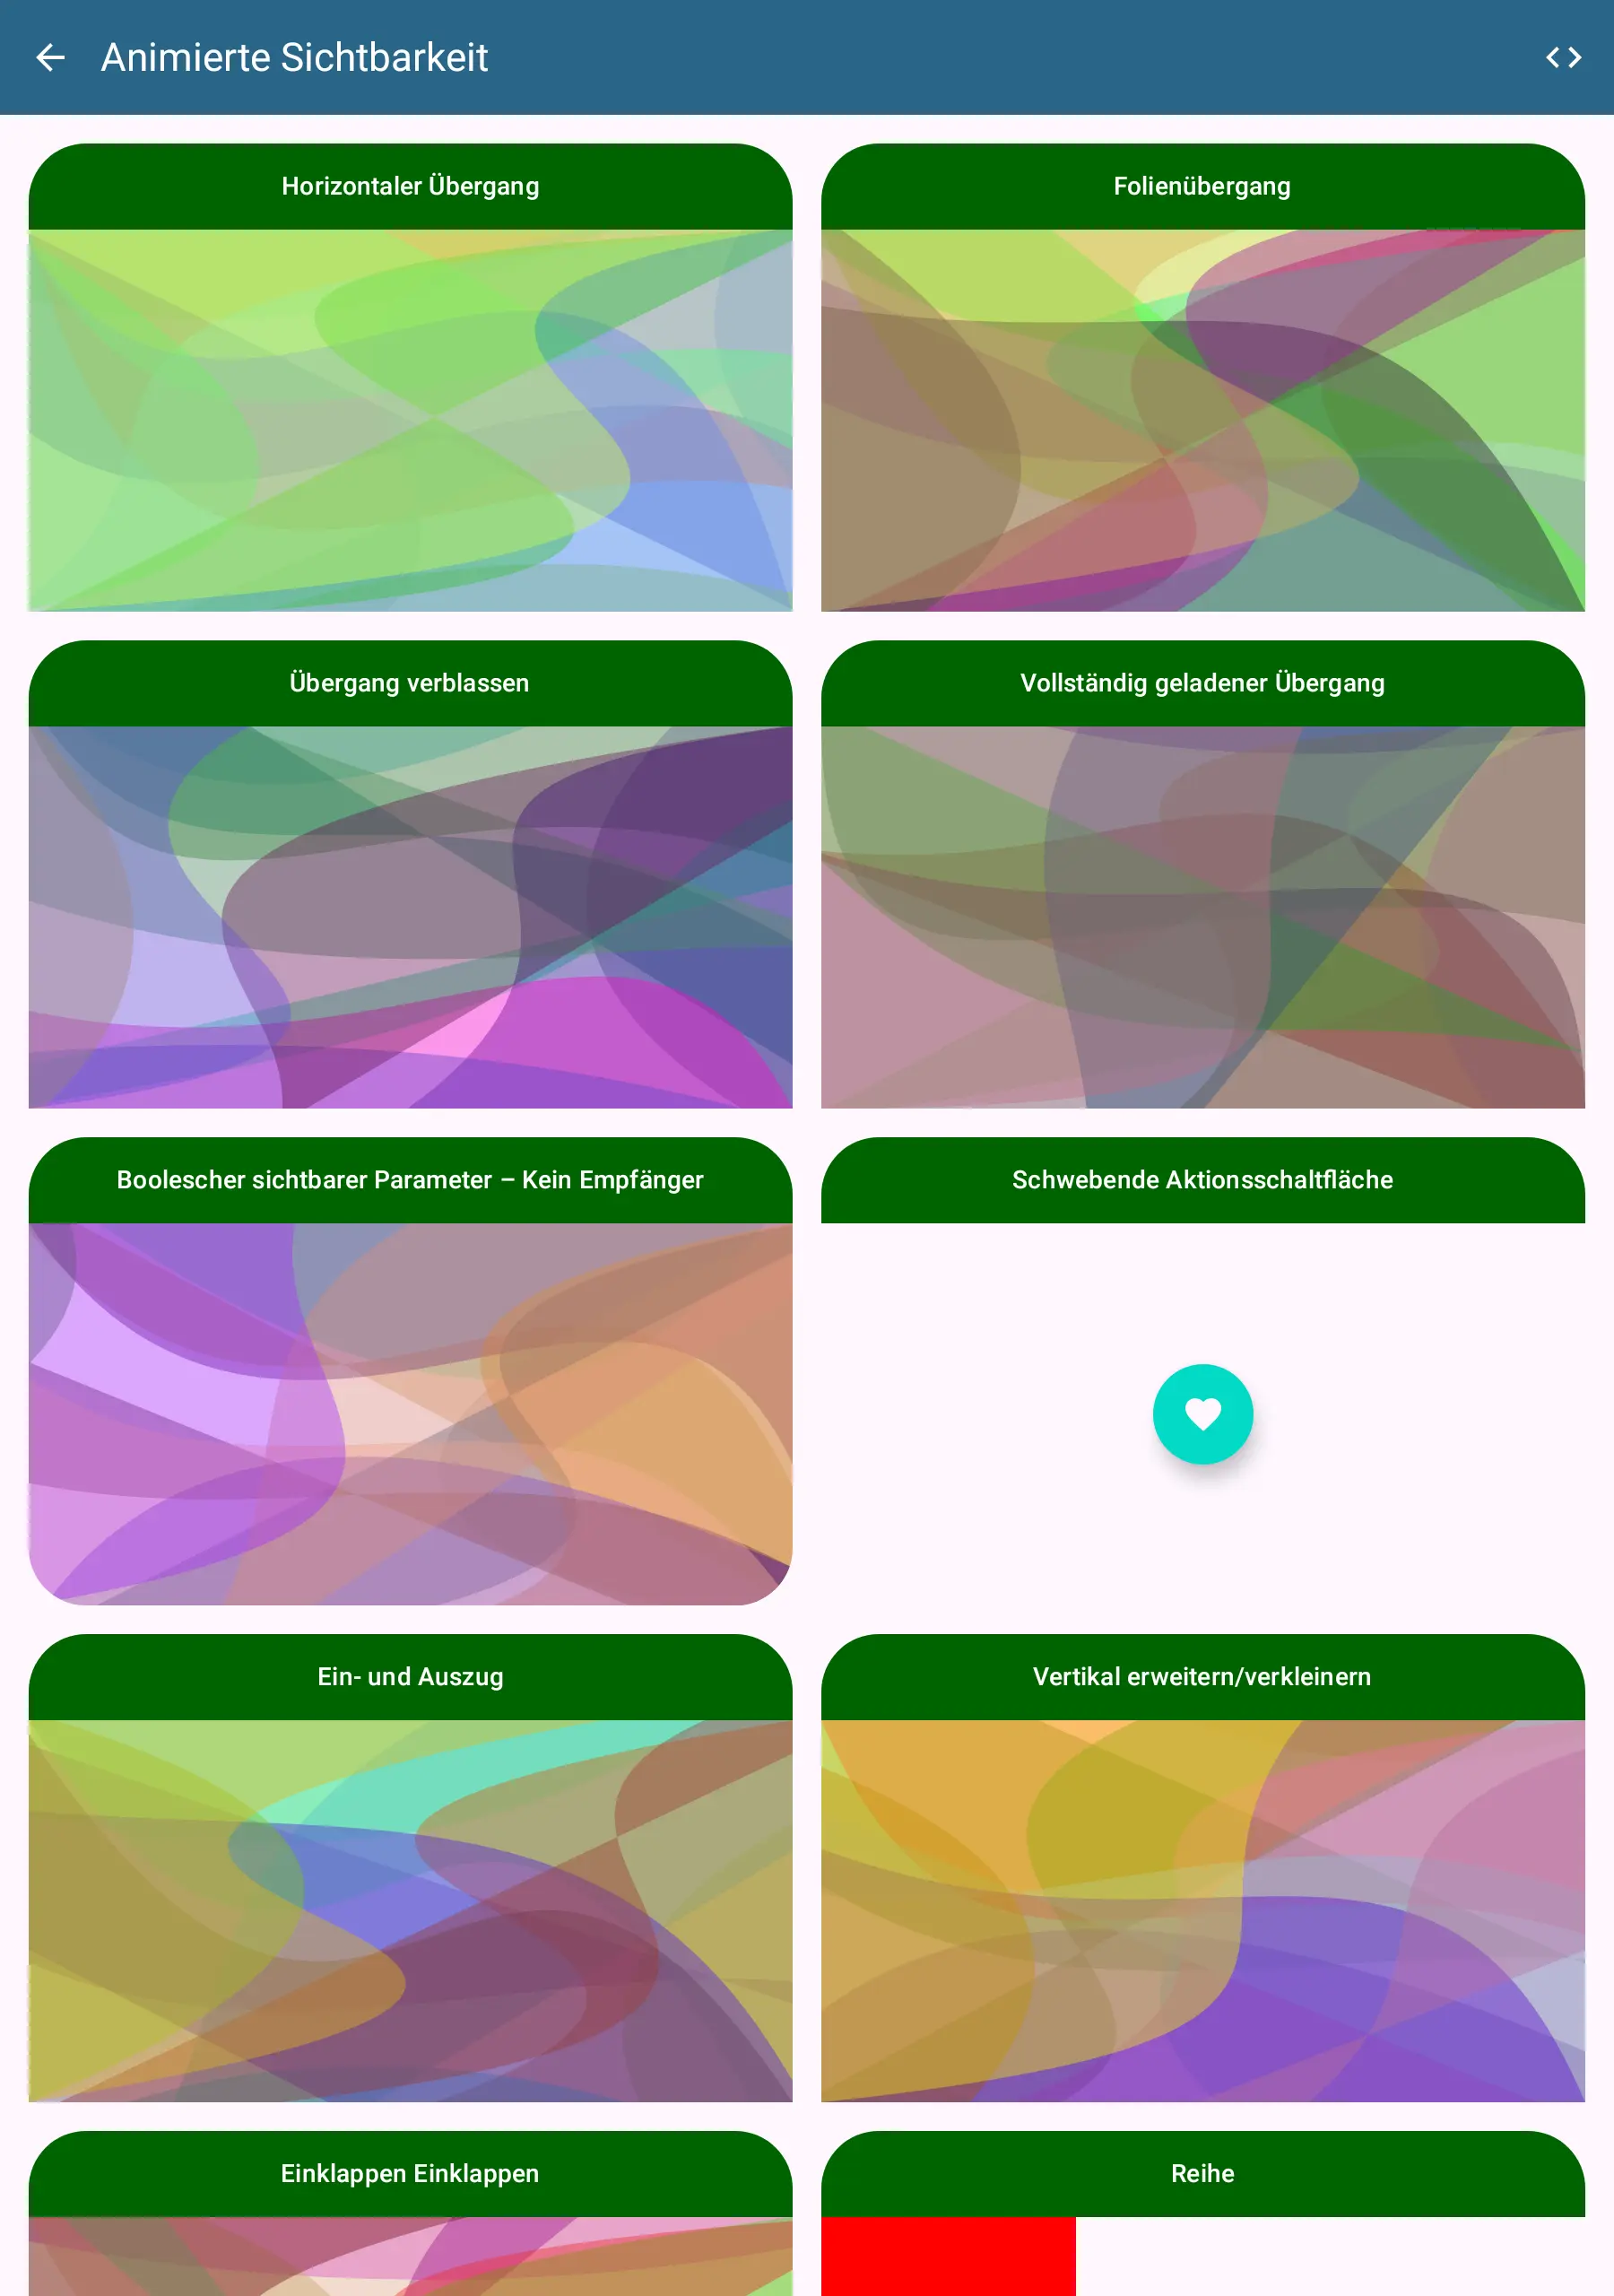 Animierte Sichtbarkeit
Horizontaler Übergang
Folienübergang
Übergang verblassen
Vollständig geladener Übergang
Boolescher sichtbarer Parameter – Kein Empfänger
Schwebende Aktionsschaltfläche
Ein- und Auszug
Vertikal erweitern/verkleinern
Einklappen Einklappen
Reihe